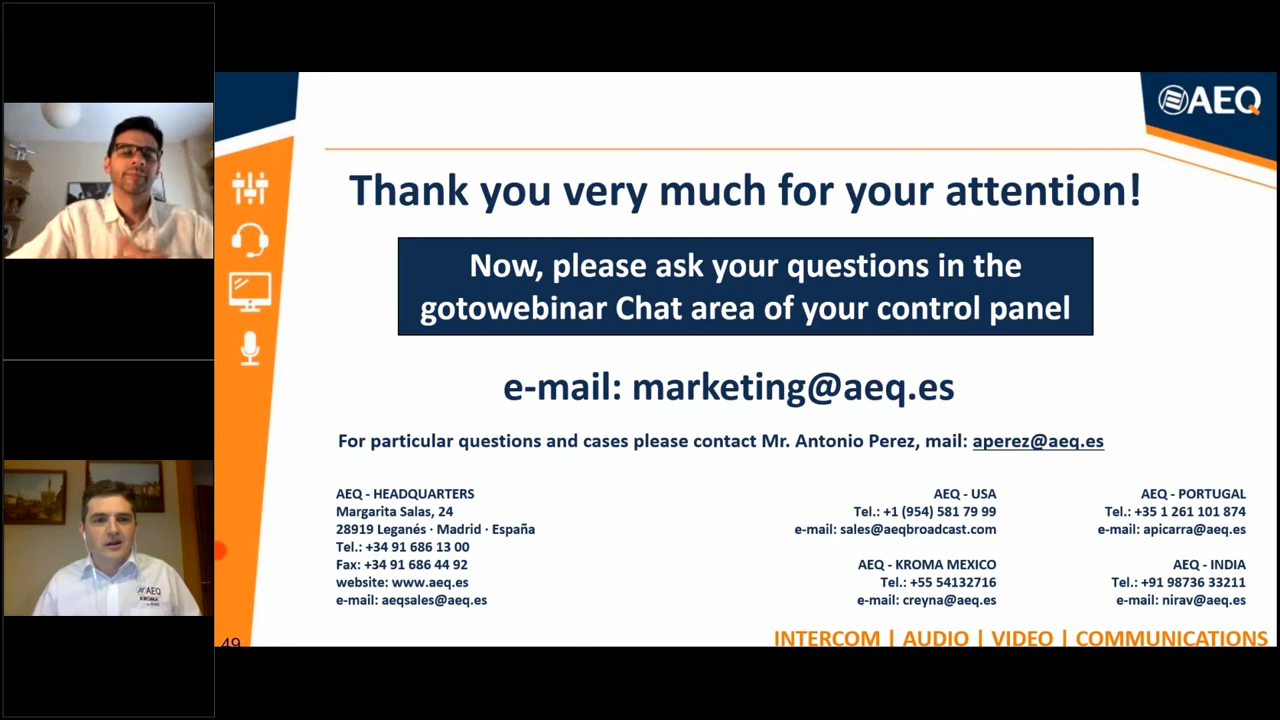 AEQ
Thank you very much for your attention!
Now, please ask your questions in the
gotowebinar Chat area of your control panel
e-mail: marketing@aeq.es
For particular questions and cases please contact Mr. Antonio Perez, mail: aperez@aeq.es
AEQ - HEADQUARTERS
Margarita Salas, 24
28919 Leganés · Madrid · España
Tel.: +34 91 686 13 00
Fax: +34 91 686 44 92
website: www.aeq.es
e-mail: aeqsales@aeq.es
AEQ - USA
Tel.: +1 (954) 581 79 99
e-mail: sales@aeqbroadcast.com
AEQ - KROMA MEXICO
Tel.: +55 54132716
e-mail: creyna@aeq.es
AEQ - PORTUGAL
Tel.: +35 1 261 101 874
e-mail: apicarra@aeq.es
AEQ - INDIA
Tel.: +91 98736 33211
e-mail: nirav@aeq.es
49
INTERCOM | AUDIO | VIDEO | COMMUNICATIONS
AEQ
KROMA